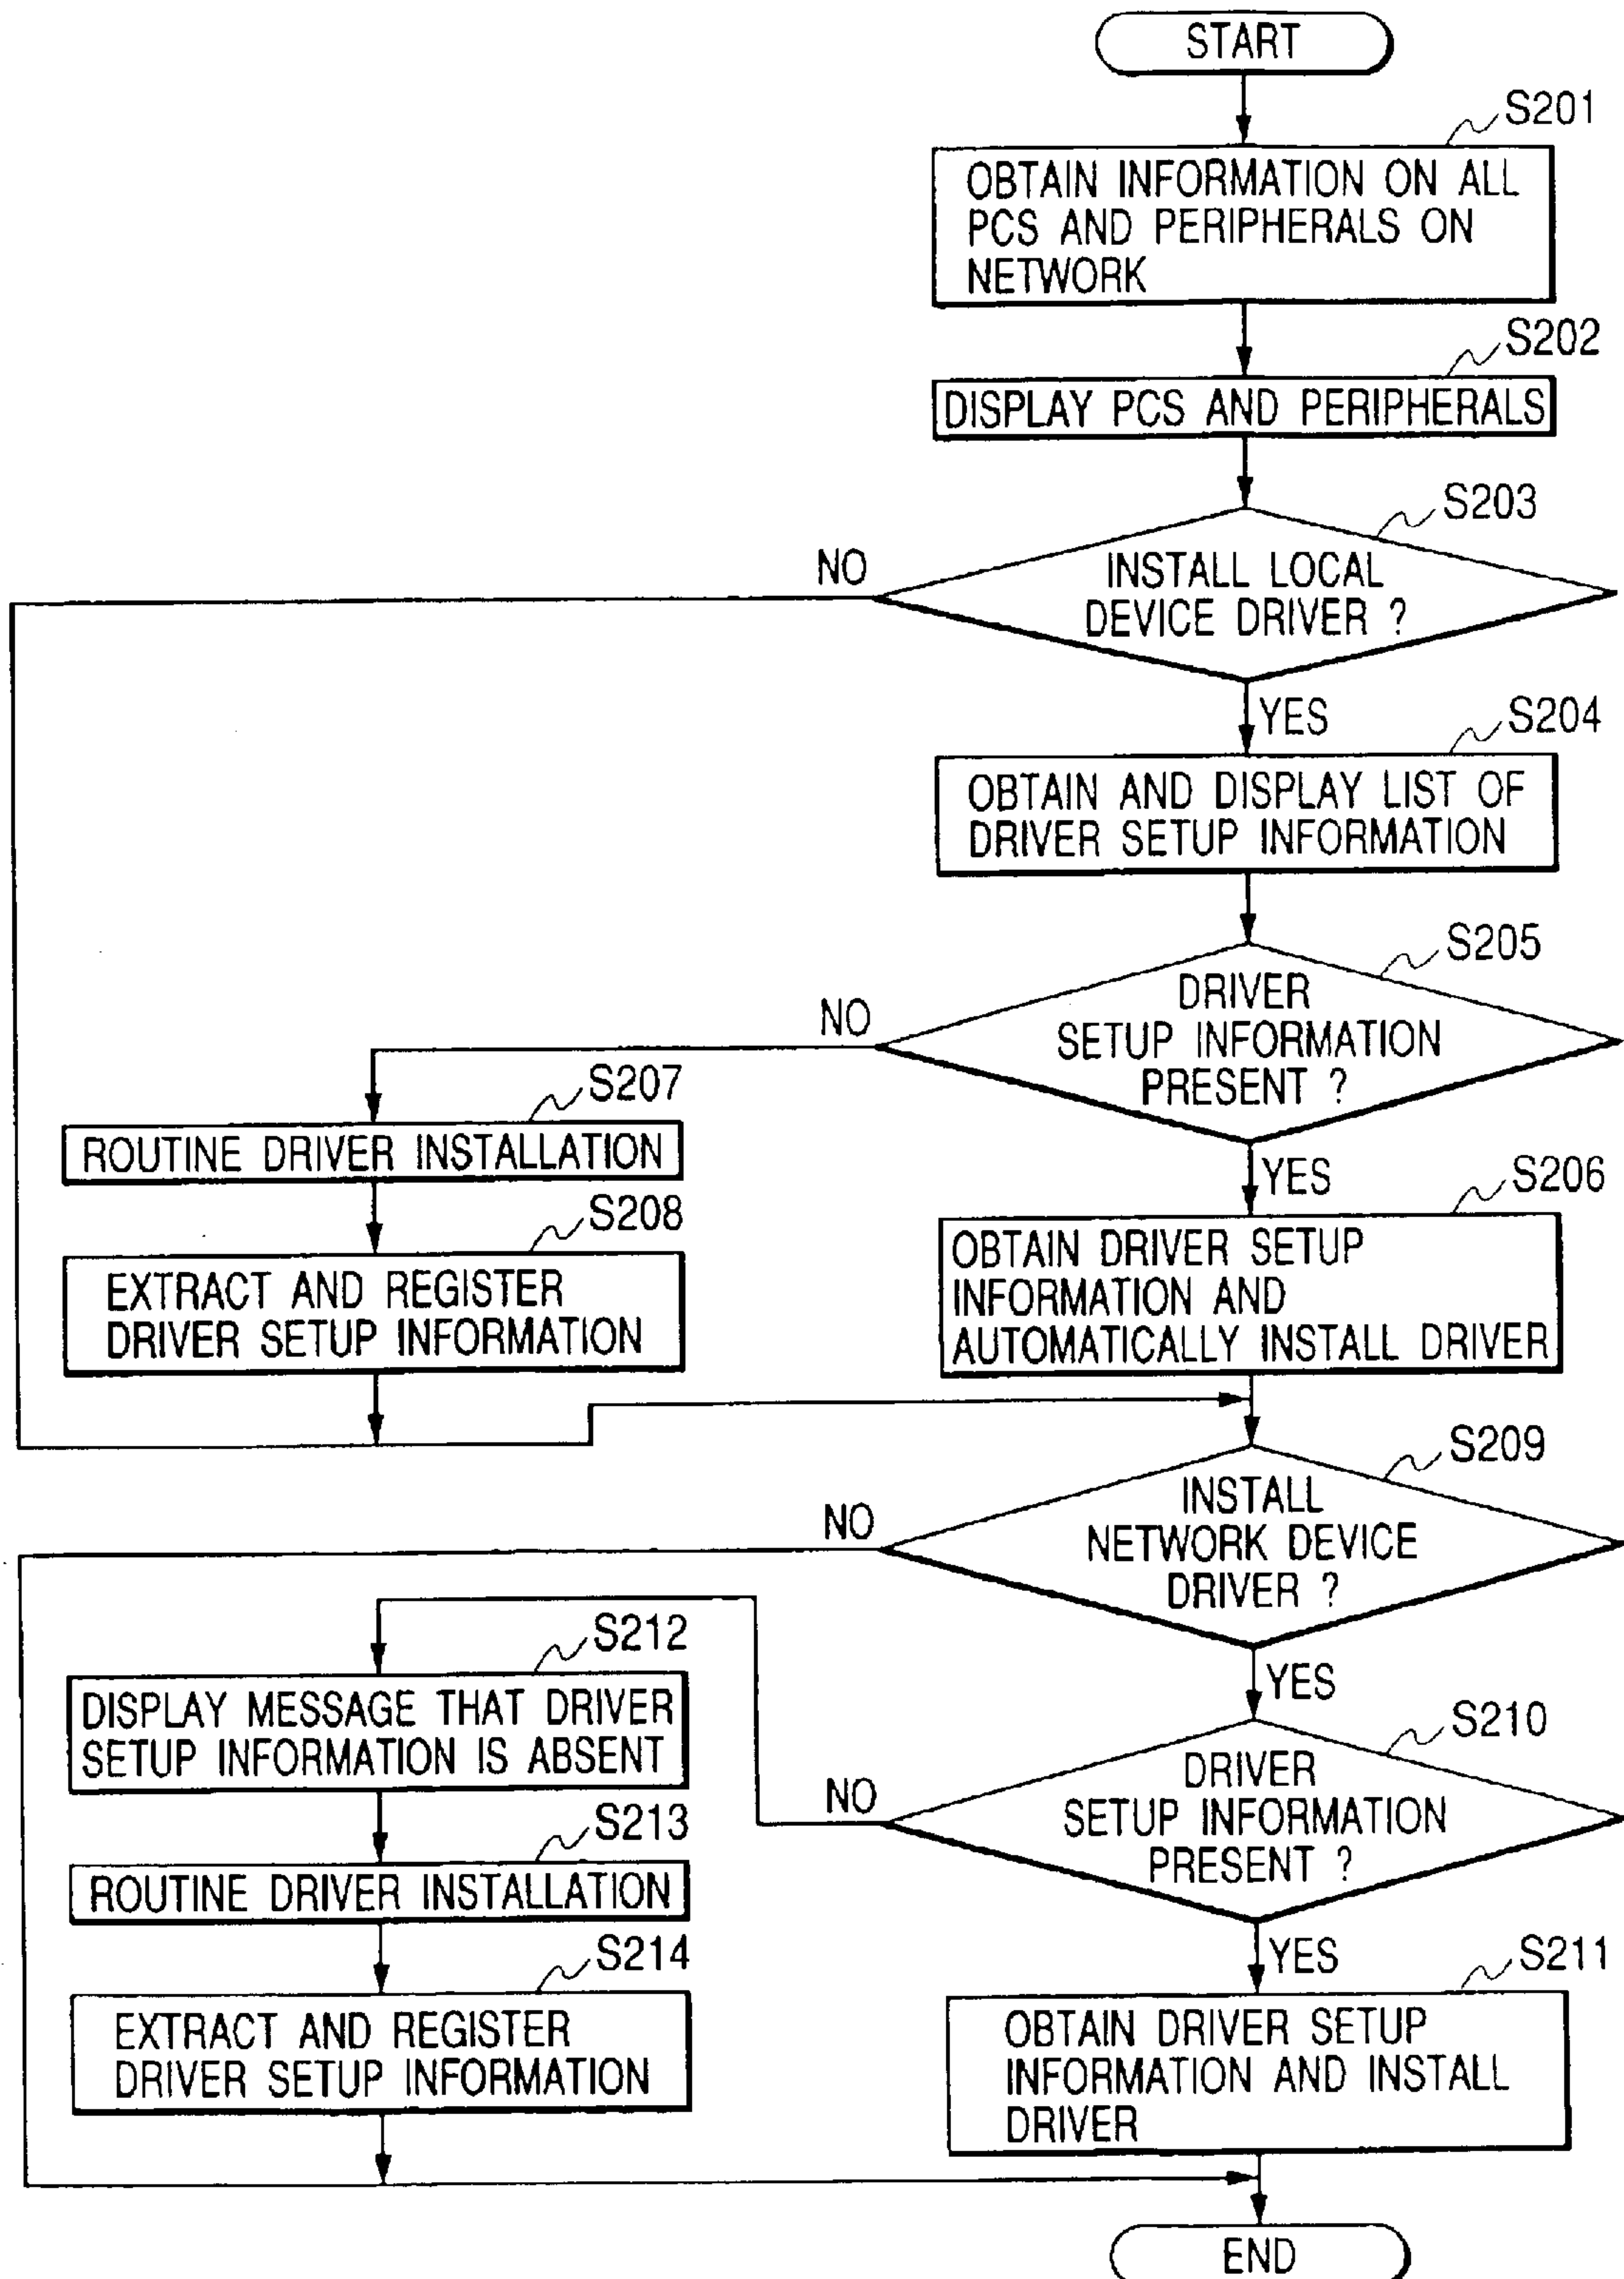 START
S201
OBTAIN INFORMATION ON ALL
PCS AND PERIPHERALS ON
NETWORK
S202
DISPLAY PCS AND PERIPHERALS
S203
NO
INSTALL LOCAL
DEVICE DRIVER ?
YES
S204
OBTAIN AND DISPLAY LIST OF
DRIVER SETUP INFORMATION
S205
NO
DRIVER
SETUP INFORMATION
PRESENT ?
S207
ROUTINE DRIVER INSTALLATION
YES
S206
S208
EXTRACT AND REGISTER
DRIVER SETUP INFORMATION
OBTAIN DRIVER SETUP
INFORMATION AND
AUTOMATICALLY INSTALL DRIVER
S209
NO
INSTALL
NETWORK DEVICE
DRIVER ?
S212
DISPLAY MESSAGE THAT DRIVER
SETUP INFORMATION IS ABSENT
YES
S210
NO
DRIVER
SETUP INFORMATION
PRESENT ?
S213
ROUTINE DRIVER INSTALLATION
S214
EXTRACT AND REGISTER
DRIVER SETUP INFORMATION
YES
S211
OBTAIN DRIVER SETUP
INFORMATION AND INSTALL
DRIVER
END